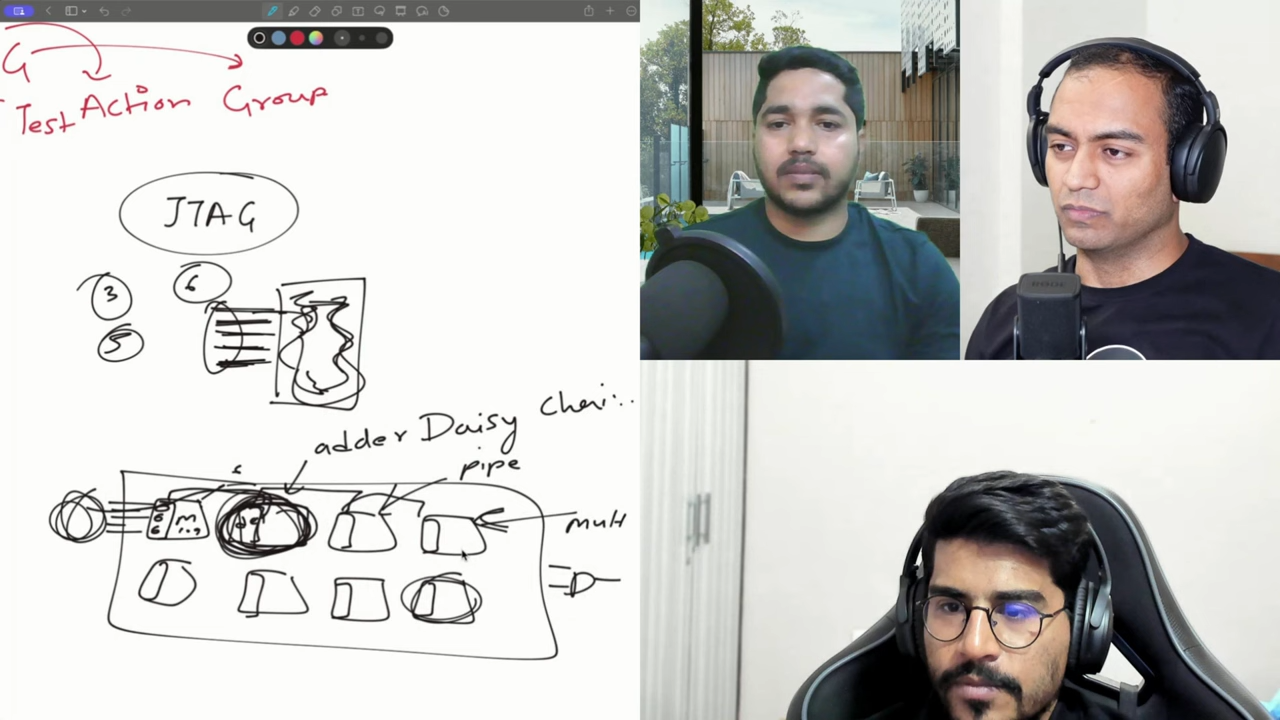 G
Test Action Group
JTAG
3 6
5
adder Daisy Chai...
pipe
mult